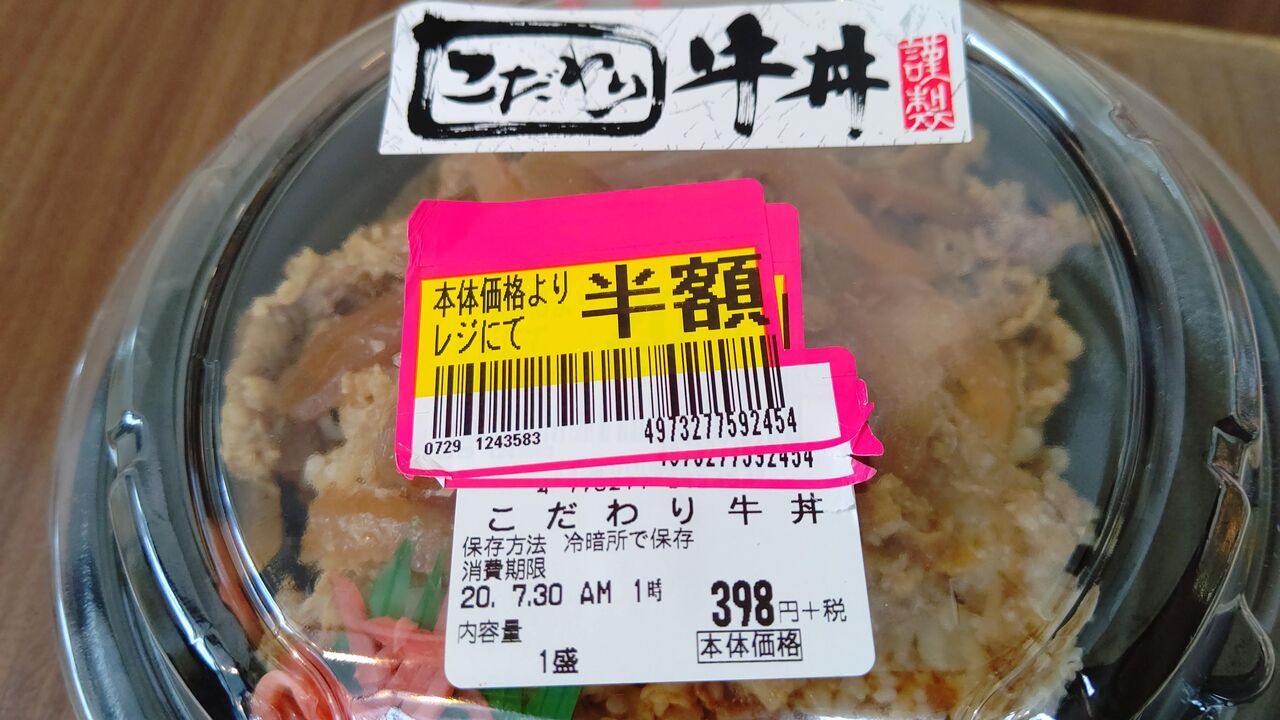 こだわり 牛丼 謹製
本体価格より 半額
レジにて
0729 1243583 4973277592454
こだわり牛丼
保存方法 冷暗所で保存
消費期限
20. 7.30 AM 1時
398円+税
本体価格
内容量
1盛